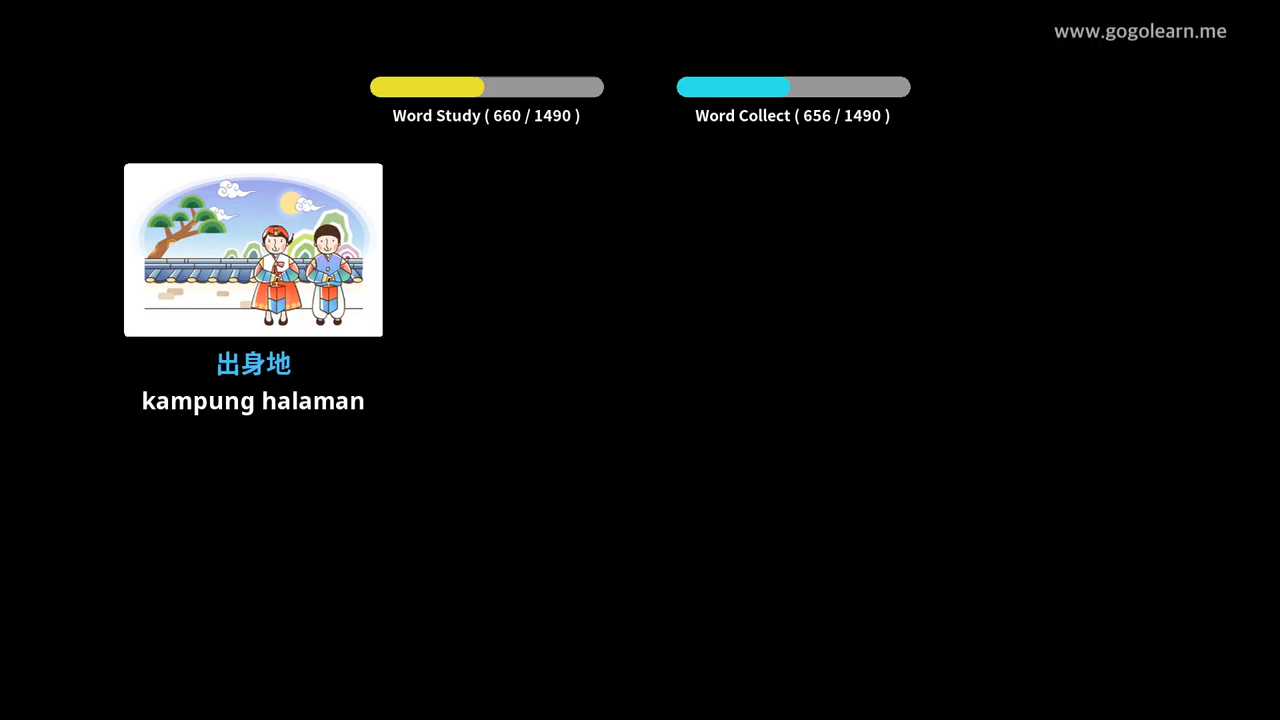 www.gogolearn.me
Word Study ( 660 / 1490 )
Word Collect ( 656 / 1490 )
出身地
kampung halaman